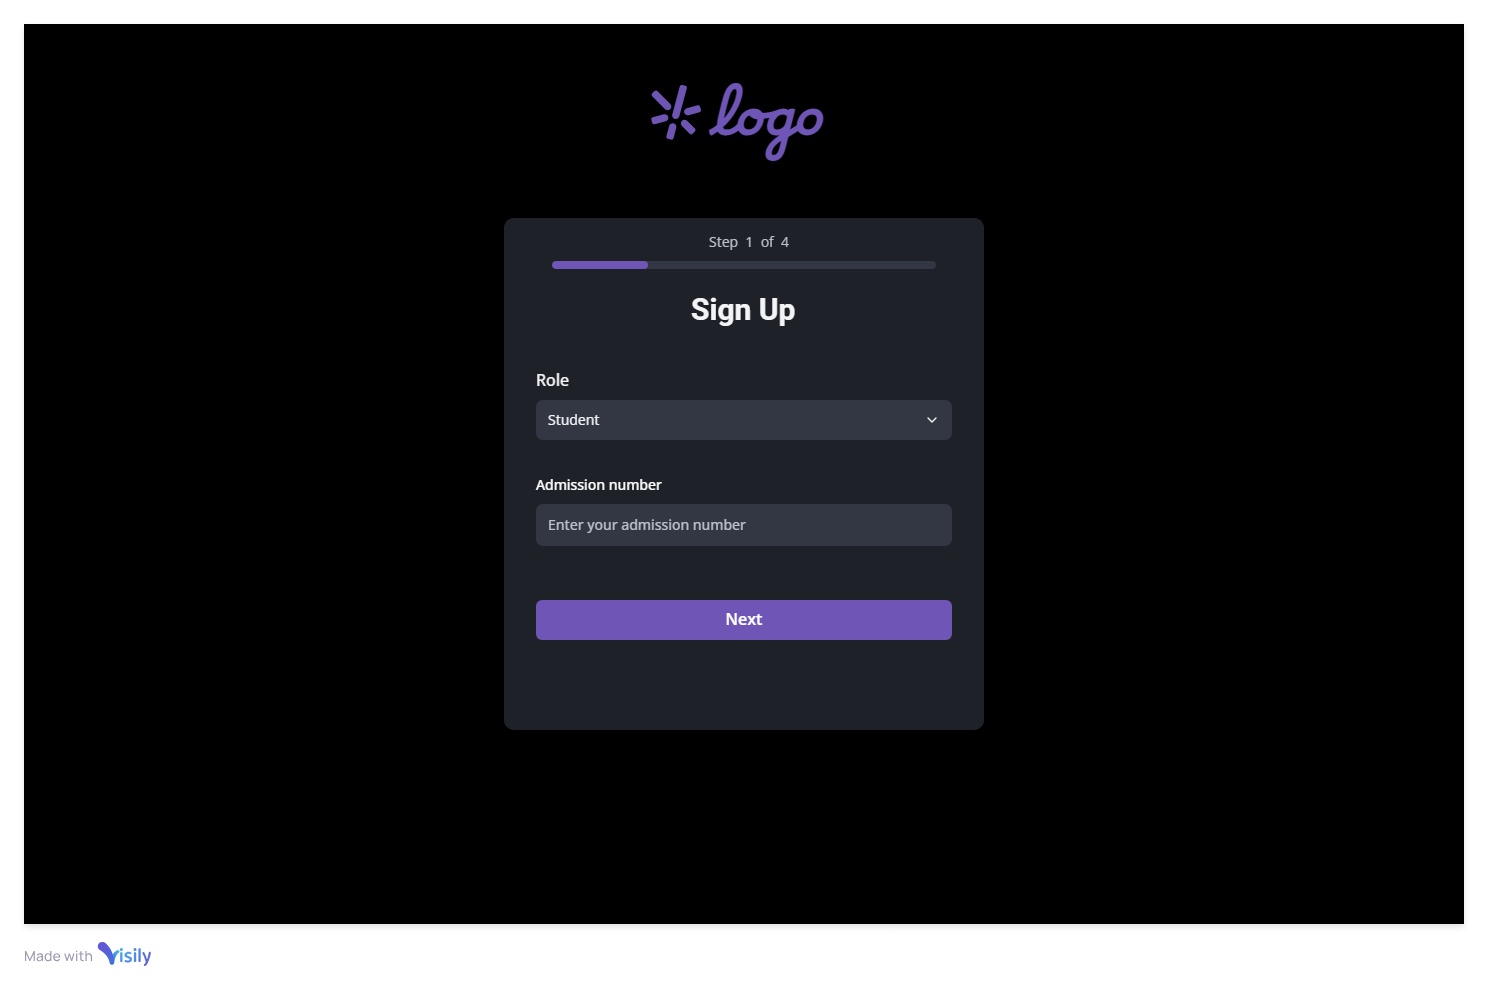 logo
Step 1 of 4
Sign Up
Role
Student
Admission number
Enter your admission number
Next
Made with Visily